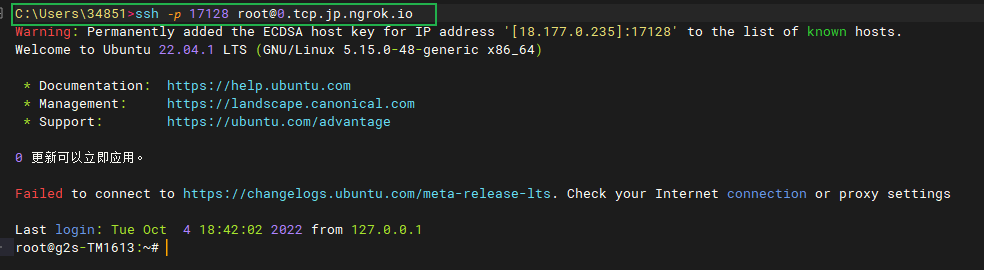 C:\Users\34851>ssh -p 17128 root@0.tcp.jp.ngrok.io
Warning: Permanently added the ECDSA host key for IP address '[18.177.0.235]:17128' to the list of known hosts.
Welcome to Ubuntu 22.04.1 LTS (GNU/Linux 5.15.0-48-generic x86_64)
* Documentation:  https://help.ubuntu.com
* Management:     https://landscape.canonical.com
* Support:        https://ubuntu.com/advantage
0 更新可以立即应用。
Failed to connect to https://changelogs.ubuntu.com/meta-release-lts. Check your Internet connection or proxy settings
Last login: Tue Oct  4 18:42:02 2022 from 127.0.0.1
root@g2s-TM1613:~#